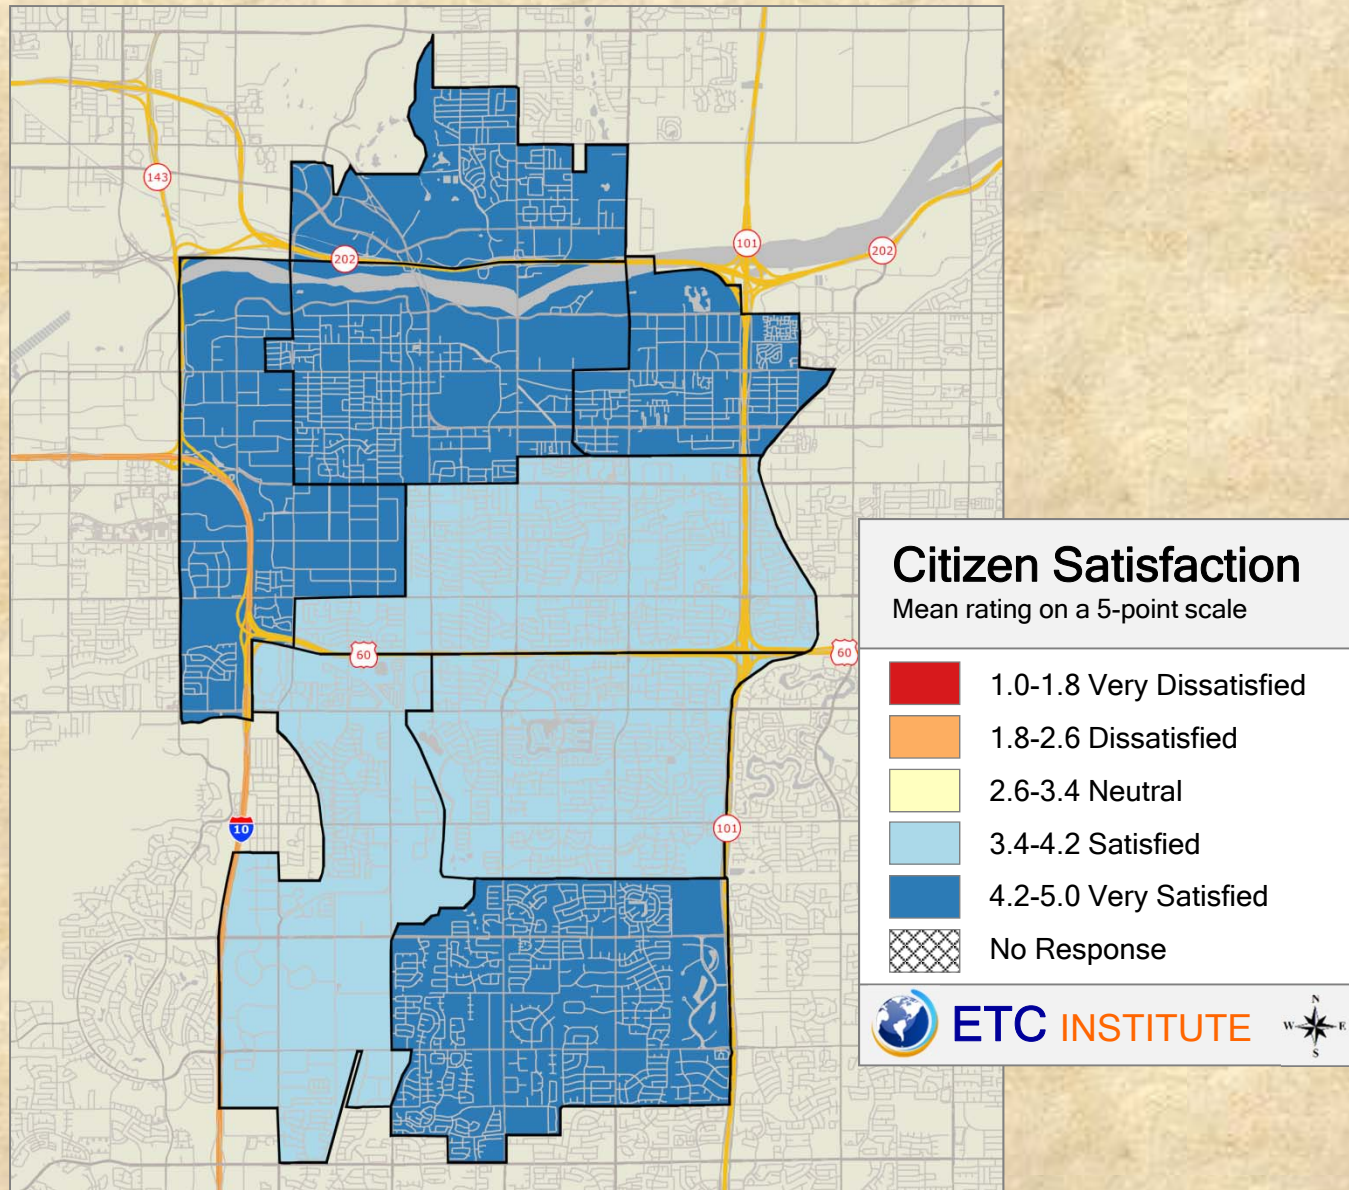 143
101
202
202
60
60
10
101
Citizen Satisfaction
Mean rating on a 5-point scale
1.0-1.8 Very Dissatisfied
1.8-2.6 Dissatisfied
2.6-3.4 Neutral
3.4-4.2 Satisfied
4.2-5.0 Very Satisfied
No Response
ETC INSTITUTE
N
W E
S